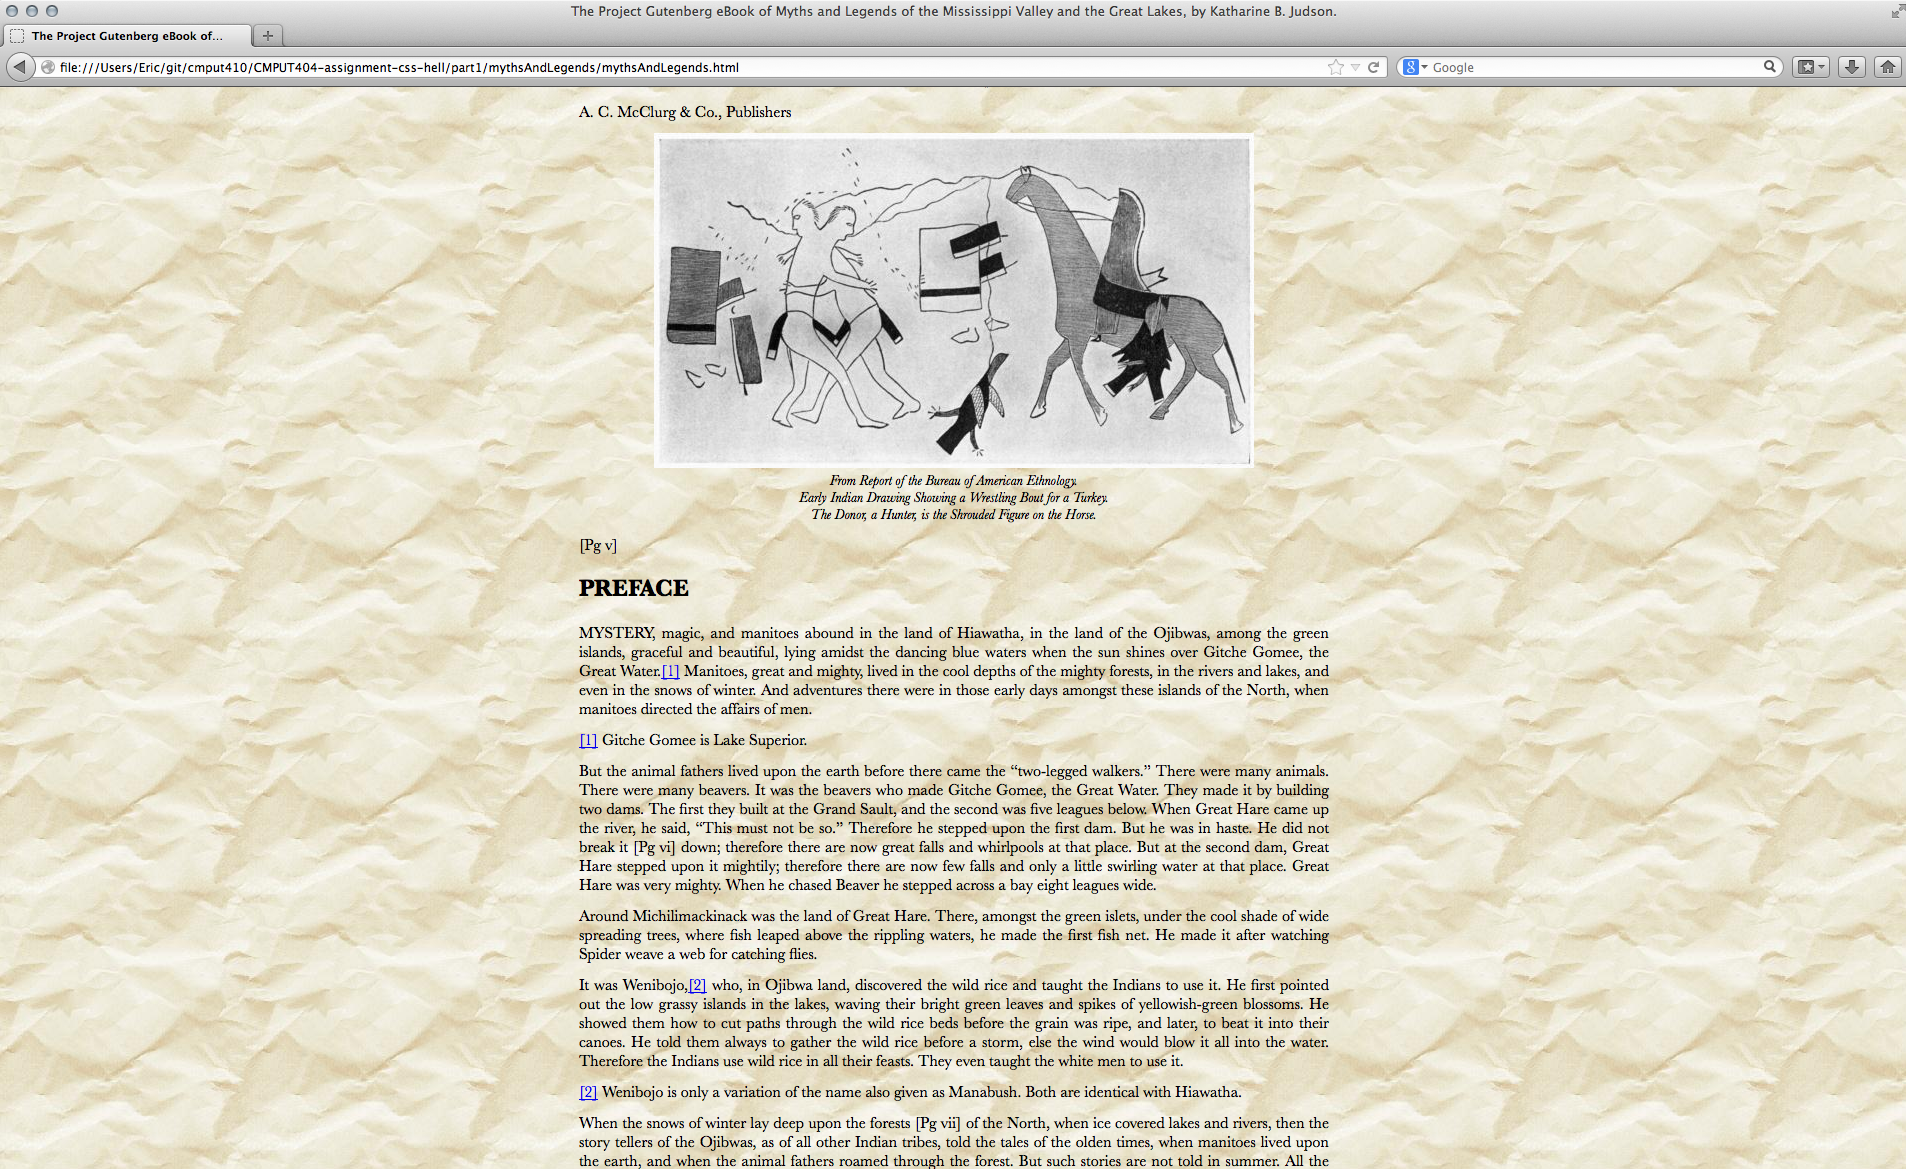 The Project Gutenberg eBook of Myths and Legends of the Mississippi Valley and the Great Lakes, by Katharine B. Judson.
The Project Gutenberg eBook of...
file:///Users/Eric/git/cmput410/CMPUT404-assignment-css-hell/part1/mythsAndLegends/mythsAndLegends.html
Google
A. C. McClurg & Co., Publishers
From Report of the Bureau of American Ethnology.
Early Indian Drawing Showing a Wrestling Bout for a Turkey.
The Donor, a Hunter, is the Shrouded Figure on the Horse.
[Pg v]
PREFACE
MYSTERY, magic, and manitoes abound in the land of Hiawatha, in the land of the Ojibwas, among the green
islands, graceful and beautiful, lying amidst the dancing blue waters when the sun shines over Gitche Gomee, the
Great Water.[1] Manitoes, great and mighty, lived in the cool depths of the mighty forests, in the rivers and lakes, and
even in the snows of winter. And adventures there were in those early days amongst these islands of the North, when
manitoes directed the affairs of men.
[1] Gitche Gomee is Lake Superior.
But the animal fathers lived upon the earth before there came the “two-legged walkers.” There were many animals.
There were many beavers. It was the beavers who made Gitche Gomee, the Great Water. They made it by building
two dams. The first they built at the Grand Sault, and the second was five leagues below. When Great Hare came up
the river, he said, “This must not be so.” Therefore he stepped upon the first dam. But he was in haste. He did not
break it [Pg vi] down; therefore there are now great falls and whirlpools at that place. But at the second dam, Great
Hare stepped upon it mightily; therefore there are now few falls and only a little swirling water at that place. Great
Hare was very mighty. When he chased Beaver he stepped across a bay eight leagues wide.
Around Michilimackinack was the land of Great Hare. There, amongst the green islets, under the cool shade of wide
spreading trees, where fish leaped above the rippling waters, he made the first fish net. He made it after watching
Spider weave a web for catching flies.
It was Wenibojo,[2] who, in Ojibwa land, discovered the wild rice and taught the Indians to use it. He first pointed
out the low grassy islands in the lakes, waving their bright green leaves and spikes of yellowish-green blossoms. He
showed them how to cut paths through the wild rice beds before the grain was ripe, and later, to beat it into their
canoes. He told them always to gather the wild rice before a storm, else the wind would blow it all into the water.
Therefore the Indians use wild rice in all their feasts. They even taught the white men to use it.
[2] Wenibojo is only a variation of the name also given as Manabush. Both are identical with Hiawatha.
When the snows of winter lay deep upon the forests [Pg vii] of the North, when ice covered lakes and rivers, then the
story tellers of the Ojibwas, as of all other Indian tribes, told the tales of the olden times, when manitoes lived upon
the earth, and when the animal fathers roamed through the forest. But such stories are not told in summer. All the